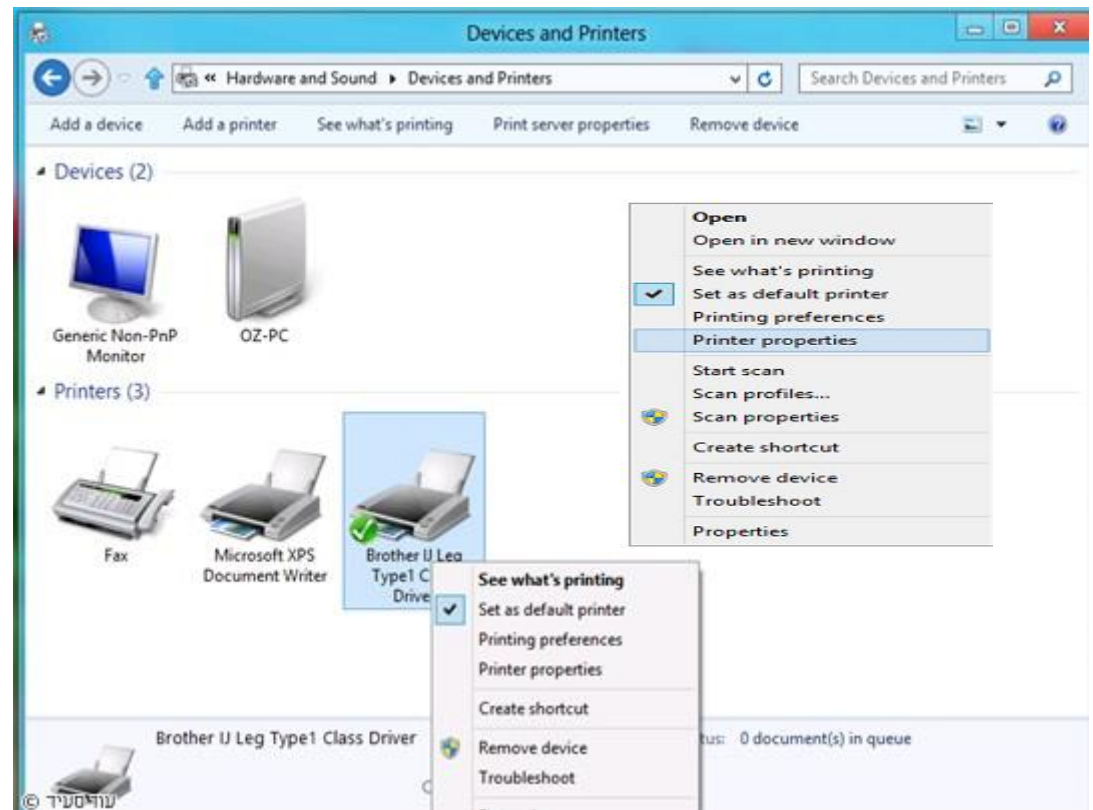 Devices and Printers
« Hardware and Sound ▸ Devices and Printers
Search Devices and Printers
Add a device
Add a printer
See what's printing
Print server properties
Remove device
Devices (2)
Generic Non-PnP
Monitor
OZ-PC
Printers (3)
Fax
Microsoft XPS
Document Writer
Brother IJ Leg
Type1 C
Drive
Open
Open in new window
See what's printing
Set as default printer
Printing preferences
Printer properties
Start scan
Scan profiles...
Scan properties
Create shortcut
Remove device
Troubleshoot
Properties
See what's printing
Set as default printer
Printing preferences
Printer properties
Create shortcut
Remove device
Troubleshoot
Brother IJ Leg Type1 Class Driver
tus: 0 document(s) in queue